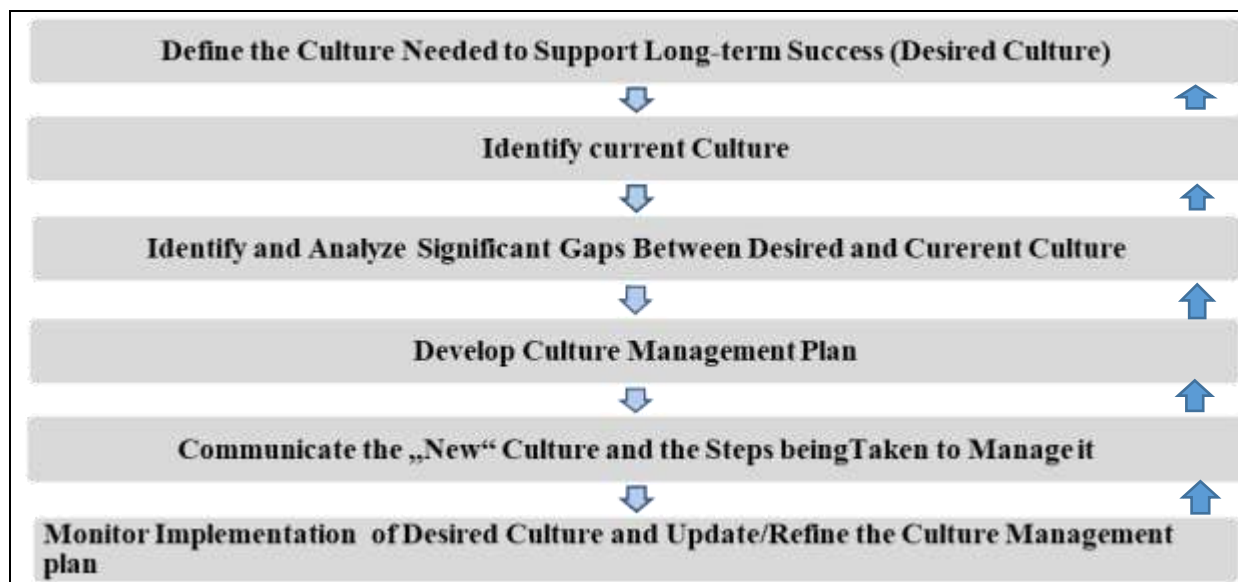 Define the Culture Needed to Support Long-term Success (Desired Culture)
Identify current Culture
Identify and Analyze Significant Gaps Between Desired and Curerent Culture
Develop Culture Management Plan
Communicate the „New“ Culture and the Steps beingTaken to Manage it
Monitor Implementation of Desired Culture and Update/Refine the Culture Management
plan